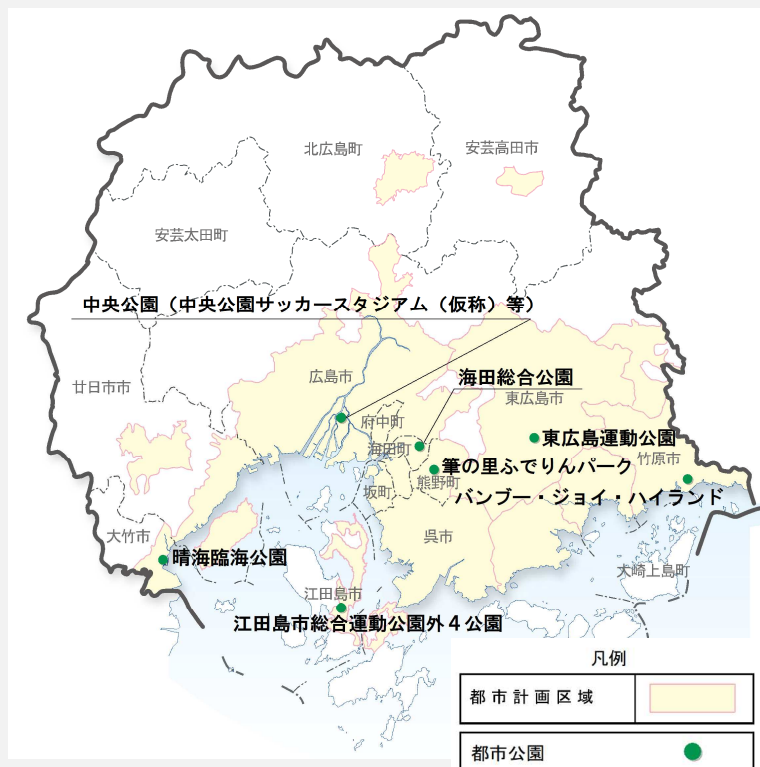 北広島町
安芸高田市
安芸太田町
中央公園（中央公園サッカースタジアム（仮称）等）
広島市
海田総合公園
廿日市市
東広島市
府中町
東広島運動公園
海田町
筆の里ふでりんパーク
竹原市
熊野町
坂町
バンブー・ジョイ・ハイランド
大竹市
呉市
晴海臨海公園
大崎上島町
江田島市
江田島市総合運動公園外４公園
凡例
都市計画区域
都市公園